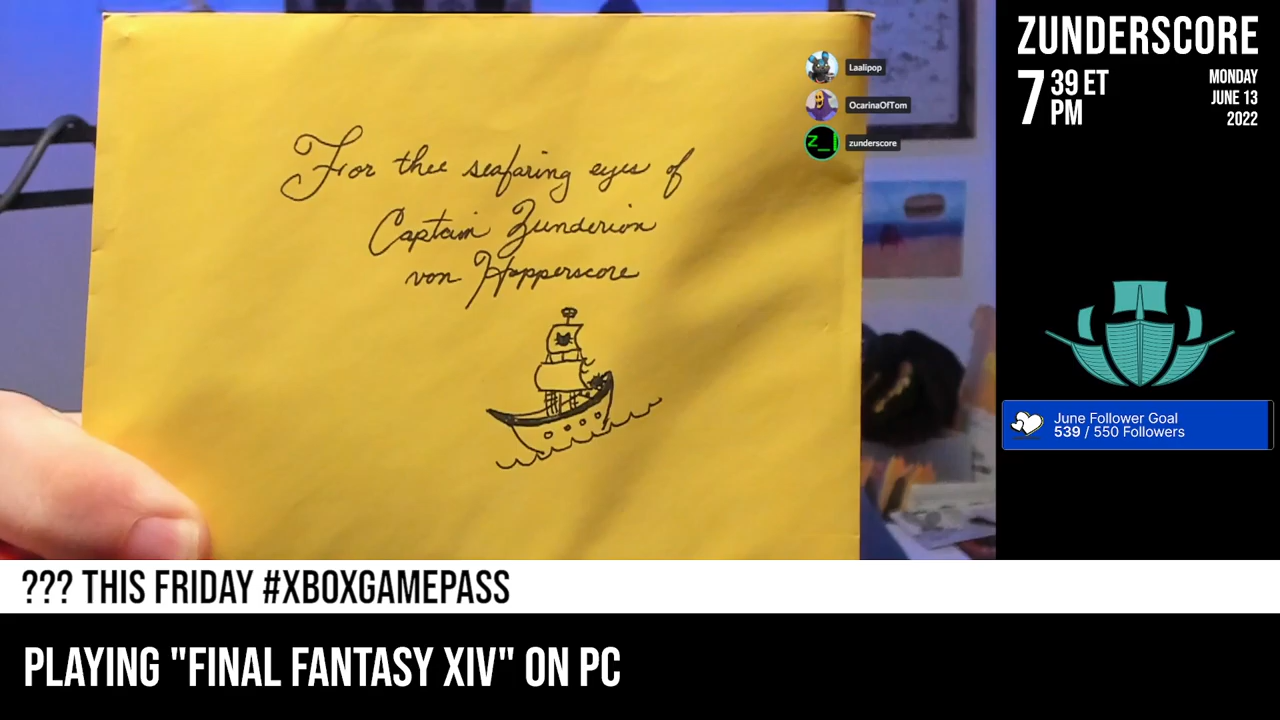 For thee seafaring eyes of
Captain Zunderion
von Hopperscore
Laalipop
OcarinaOfTom
zunderscore
ZUNDERSCORE
7 39 ET PM
MONDAY
JUNE 13
2022
June Follower Goal
539 / 550 Followers
??? THIS FRIDAY #XBOXGAMEPASS
PLAYING "FINAL FANTASY XIV" ON PC